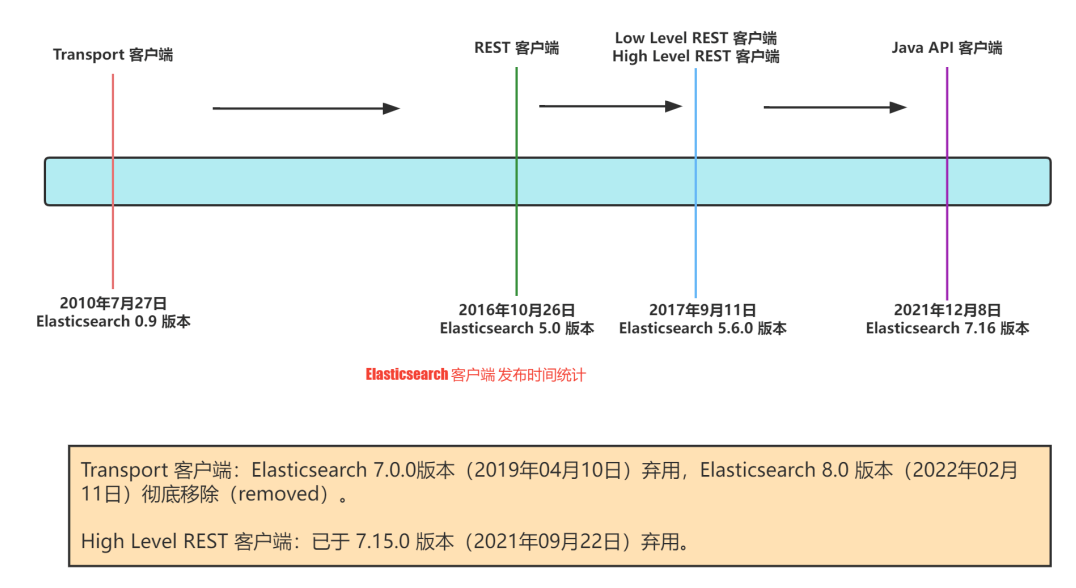 Transport 客户端
REST 客户端
Low Level REST 客户端
High Level REST 客户端
Java API 客户端
2010年7月27日
Elasticsearch 0.9 版本
2016年10月26日
Elasticsearch 5.0 版本
2017年9月11日
Elasticsearch 5.6.0 版本
2021年12月8日
Elasticsearch 7.16 版本
Elasticsearch 客户端 发布时间统计
Transport 客户端：Elasticsearch 7.0.0版本（2019年04月10日）弃用，Elasticsearch 8.0 版本（2022年02月
11日）彻底移除（removed）。
High Level REST 客户端：已于 7.15.0 版本（2021年09月22日）弃用。